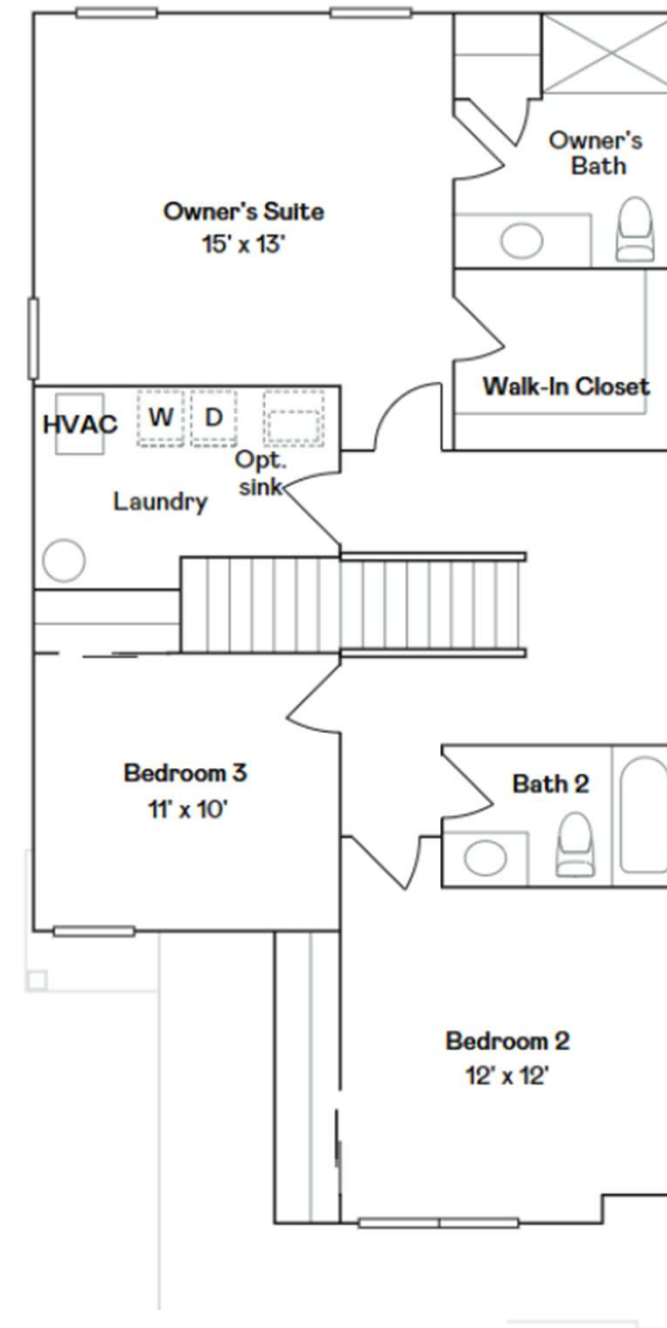 Owner's
Bath
Owner's Suite
15' x 13'
Walk-In Closet
HVAC
W
D
Opt.
sink
Laundry
Bedroom 3
11' x 10'
Bath 2
Bedroom 2
12' x 12'